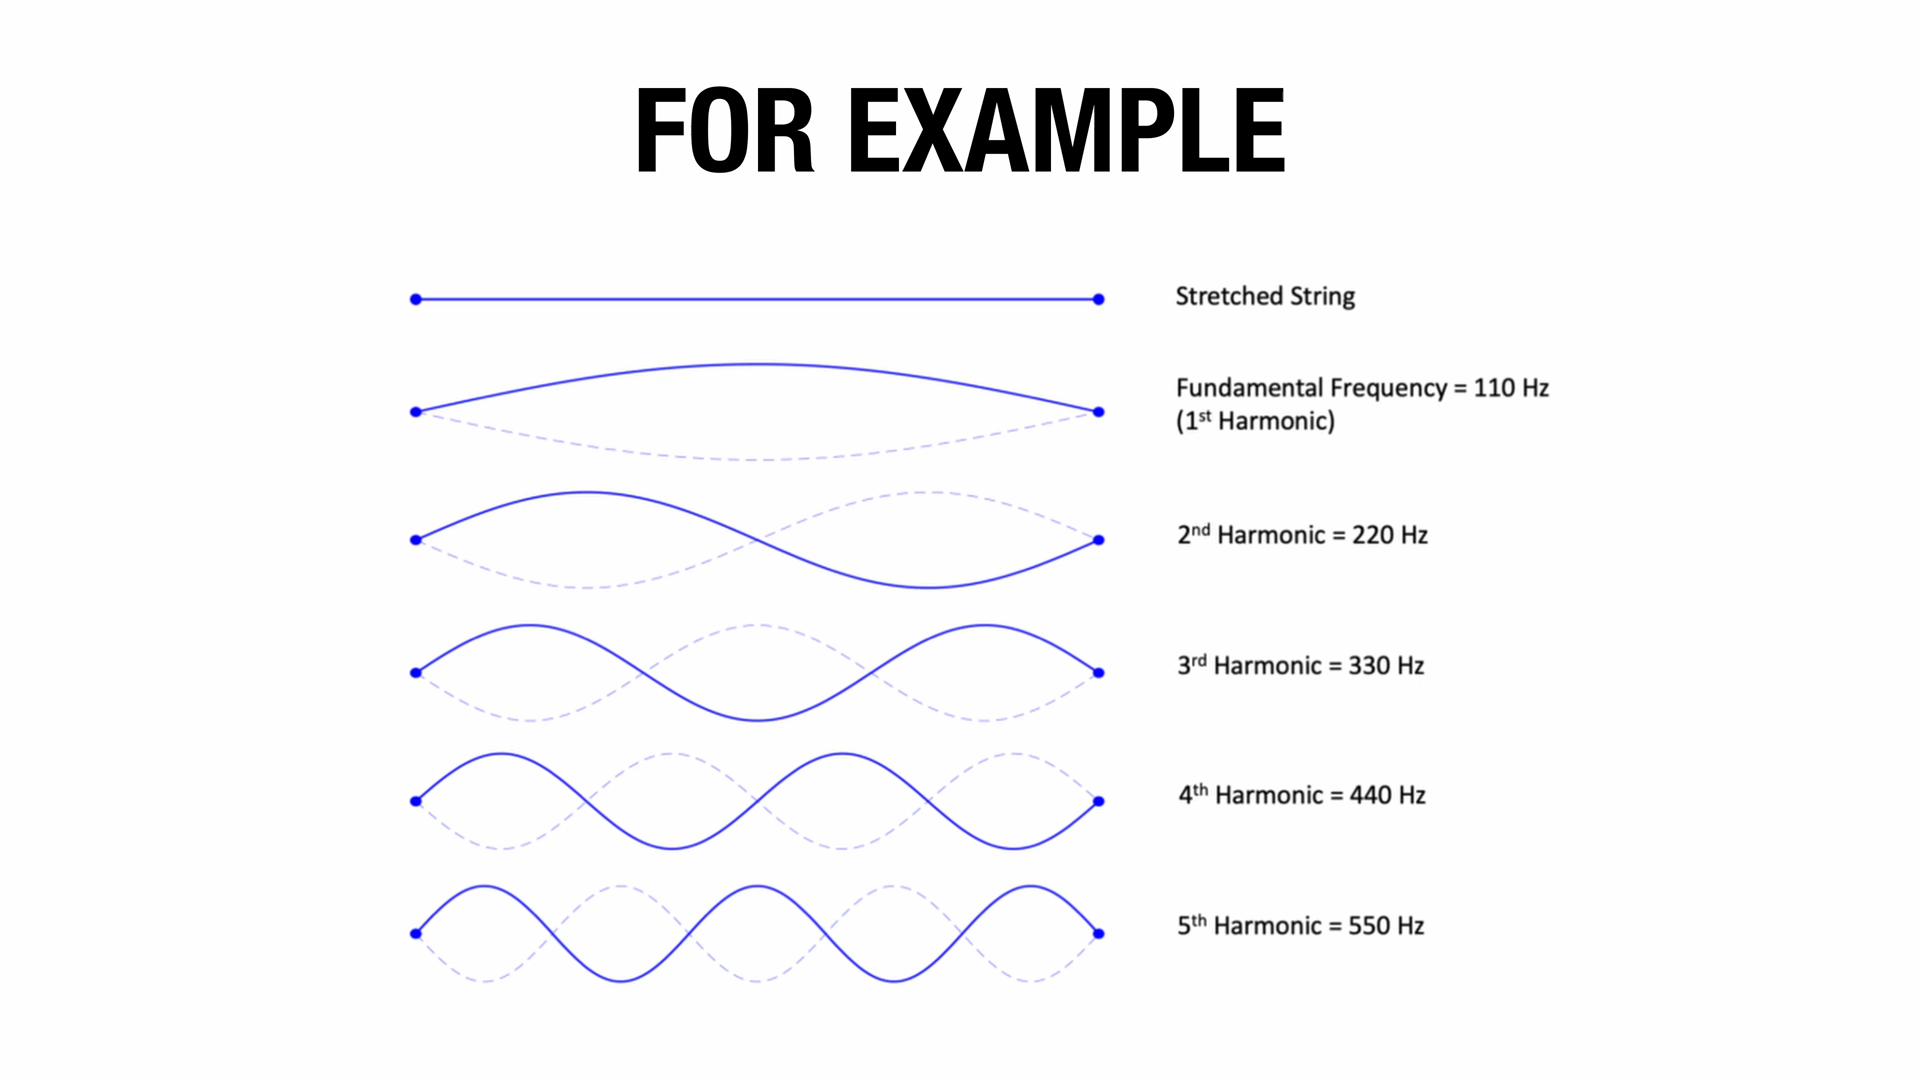 FOR EXAMPLE
Stretched String
Fundamental Frequency = 110 Hz
(1st Harmonic)
2nd Harmonic = 220 Hz
3rd Harmonic = 330 Hz
4th Harmonic = 440 Hz
5th Harmonic = 550 Hz